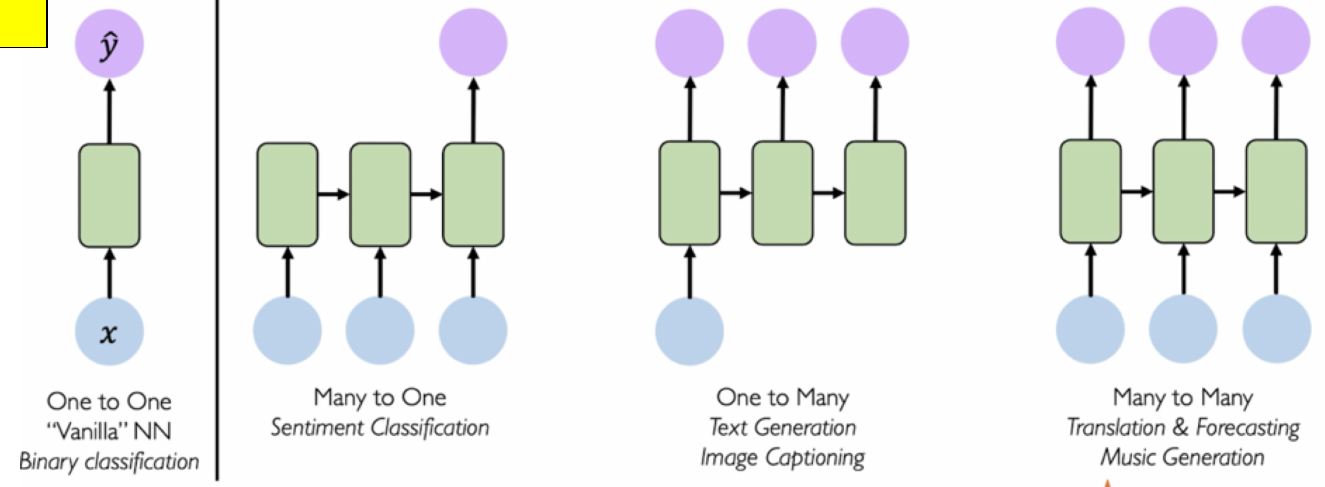 ŷ
x
One to One
“Vanilla” NN
Binary classification
Many to One
Sentiment Classification
One to Many
Text Generation
Image Captioning
Many to Many
Translation & Forecasting
Music Generation